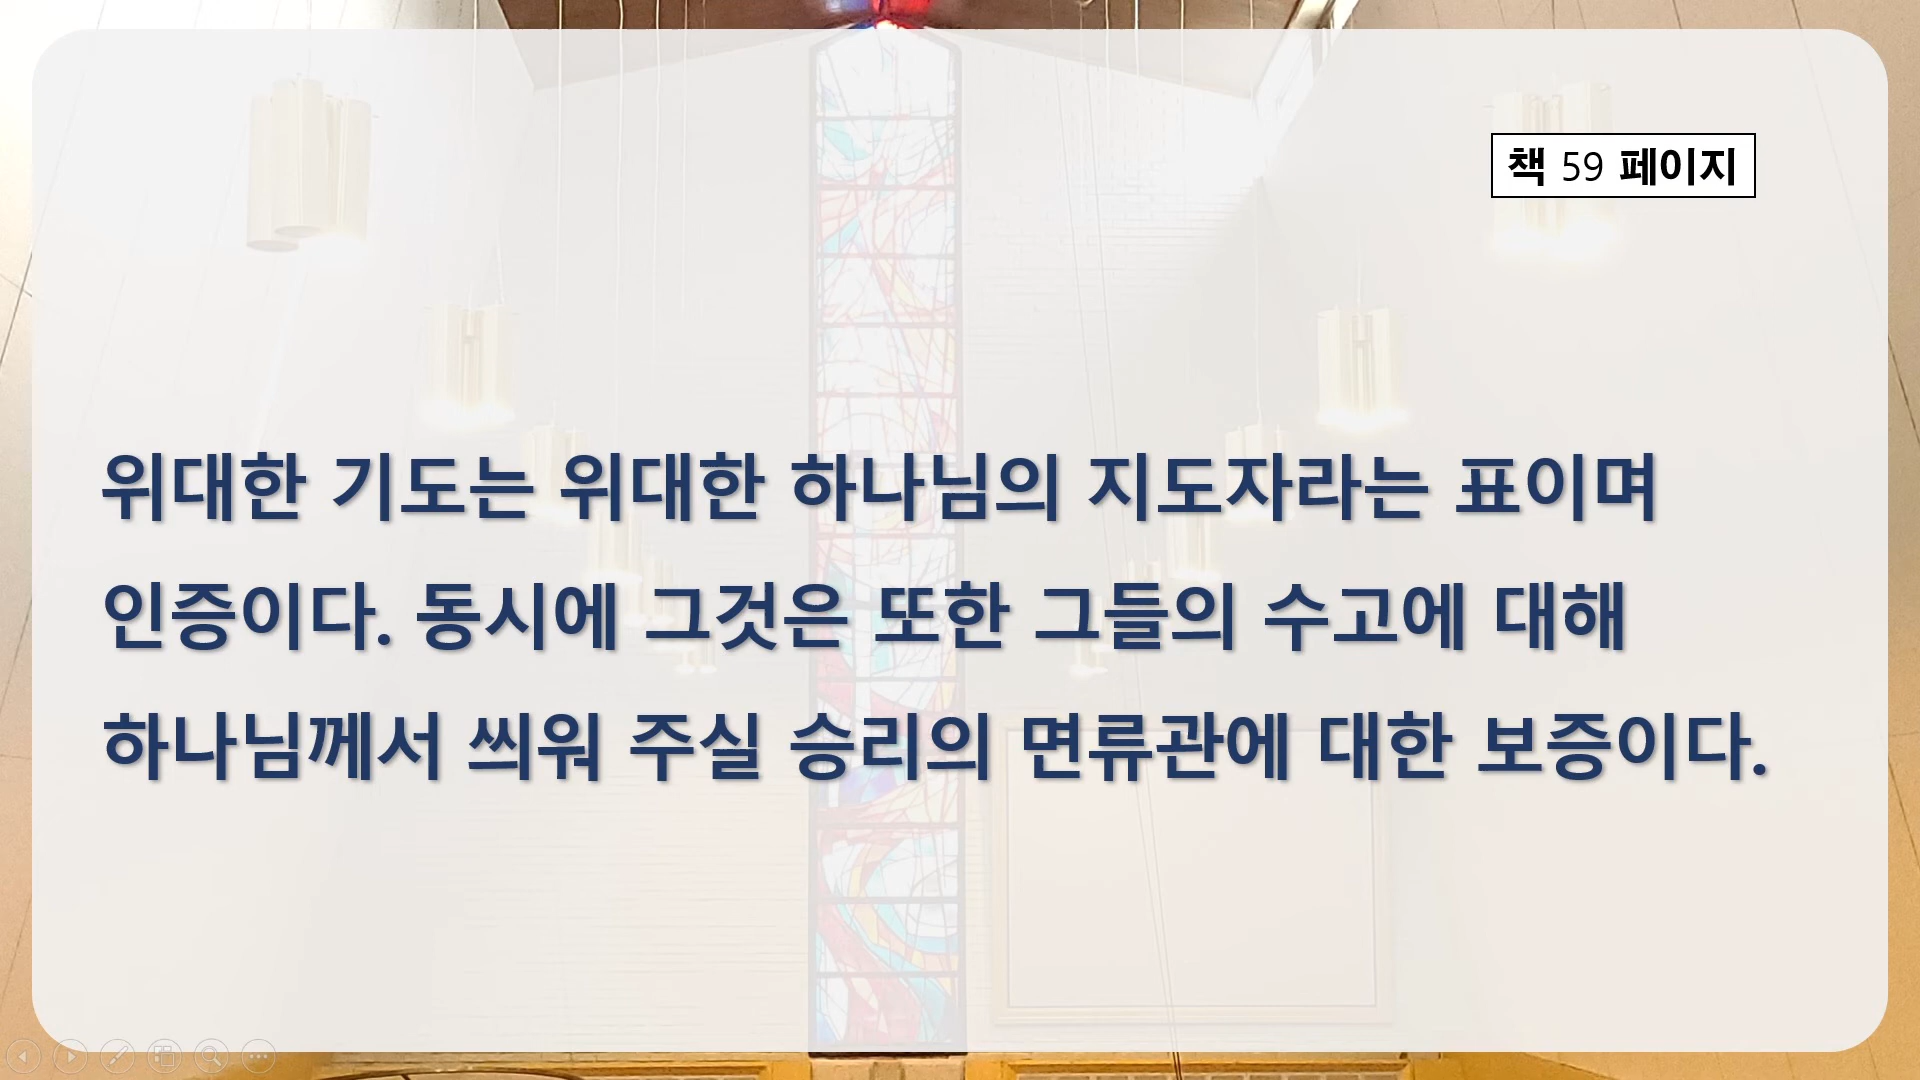 책 59 페이지
위대한 기도는 위대한 하나님의 지도자라는 표이며
인증이다. 동시에 그것은 또한 그들의 수고에 대해
하나님께서 씌워 주실 승리의 면류관에 대한 보증이다.